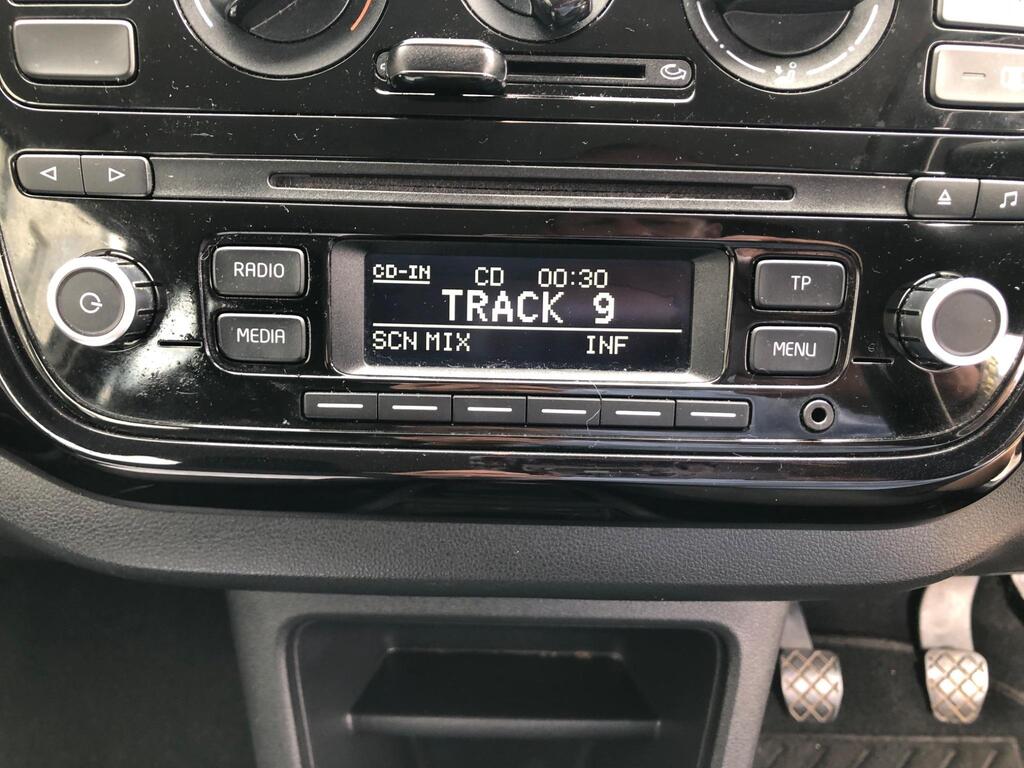 RADIO
MEDIA
CD-IN CD 00:30
TRACK 9
SCN MIX INF
TP
MENU